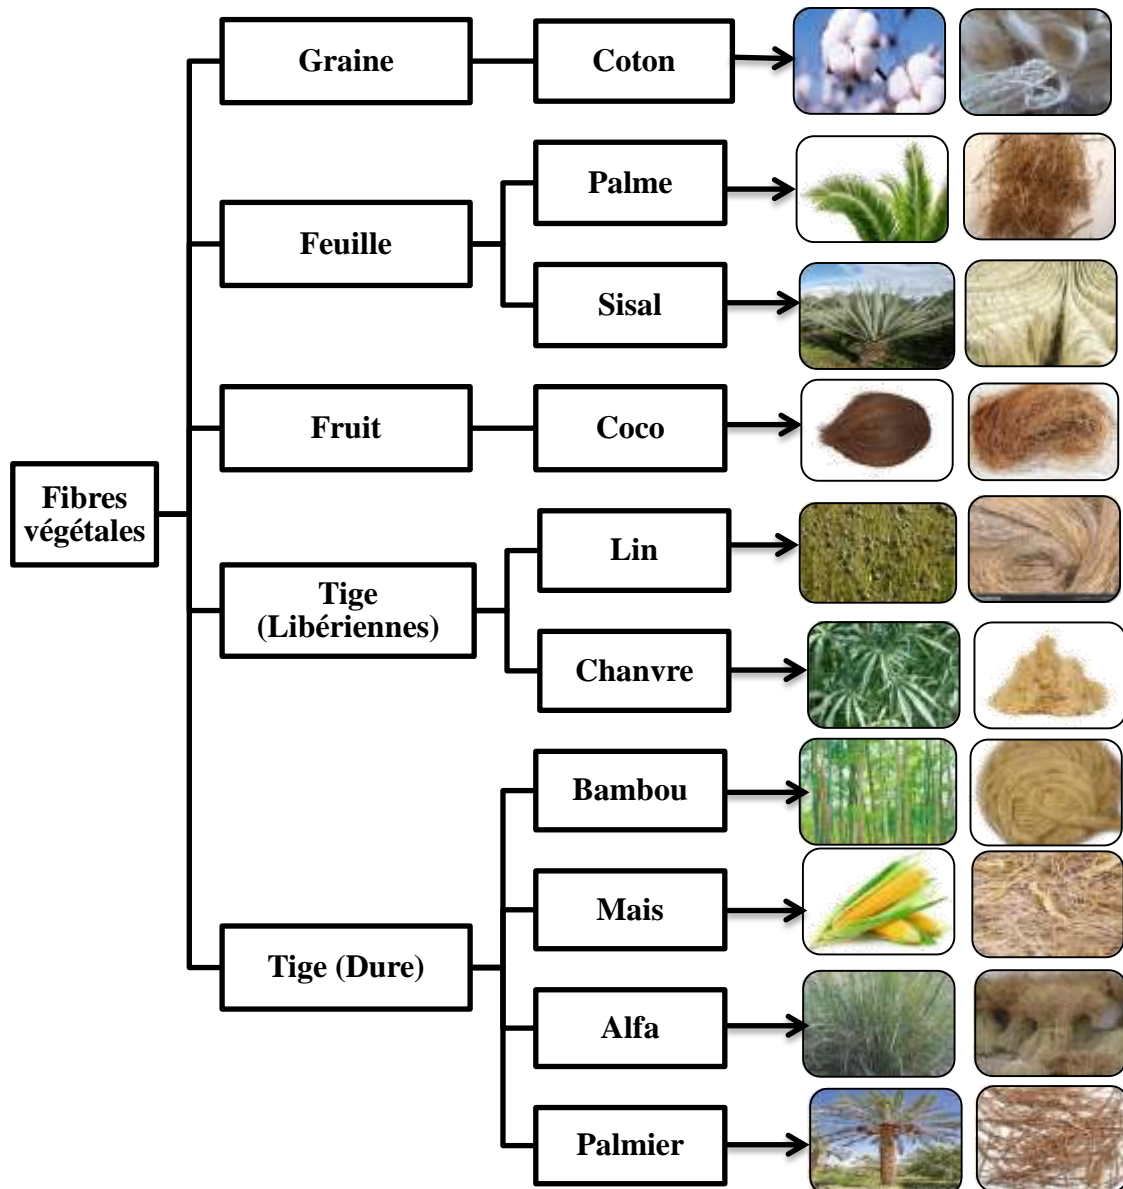 Graine
Coton
Palme
Feuille
Sisal
Fruit
Coco
Fibres
végétales
Lin
Tige
(Libériennes)
Chanvre
Bambou
Mais
Tige (Dure)
Alfa
Palmier